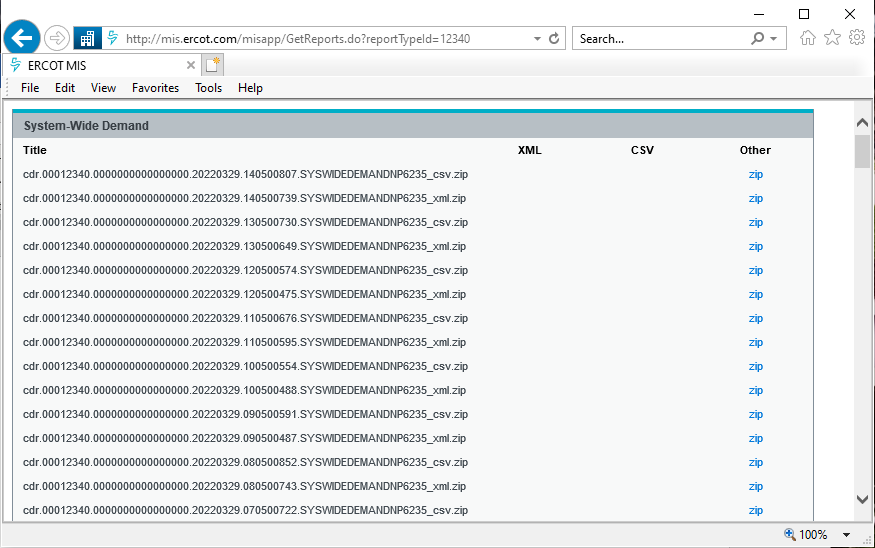 http://mis.ercot.com/misapp/GetReports.do?reportTypeId=12340
Search...
ERCOT MIS
File Edit View Favorites Tools Help
System-Wide Demand
Title XML CSV Other
cdr.00012340.0000000000000000.20220329.140500807.SYSWIDEDEMANDNP6235_csv.zip zip
cdr.00012340.0000000000000000.20220329.140500739.SYSWIDEDEMANDNP6235_xml.zip zip
cdr.00012340.0000000000000000.20220329.130500730.SYSWIDEDEMANDNP6235_csv.zip zip
cdr.00012340.0000000000000000.20220329.130500649.SYSWIDEDEMANDNP6235_xml.zip zip
cdr.00012340.0000000000000000.20220329.120500574.SYSWIDEDEMANDNP6235_csv.zip zip
cdr.00012340.0000000000000000.20220329.120500475.SYSWIDEDEMANDNP6235_xml.zip zip
cdr.00012340.0000000000000000.20220329.110500676.SYSWIDEDEMANDNP6235_csv.zip zip
cdr.00012340.0000000000000000.20220329.110500595.SYSWIDEDEMANDNP6235_xml.zip zip
cdr.00012340.0000000000000000.20220329.100500554.SYSWIDEDEMANDNP6235_csv.zip zip
cdr.00012340.0000000000000000.20220329.100500488.SYSWIDEDEMANDNP6235_xml.zip zip
cdr.00012340.0000000000000000.20220329.090500591.SYSWIDEDEMANDNP6235_csv.zip zip
cdr.00012340.0000000000000000.20220329.090500487.SYSWIDEDEMANDNP6235_xml.zip zip
cdr.00012340.0000000000000000.20220329.080500852.SYSWIDEDEMANDNP6235_csv.zip zip
cdr.00012340.0000000000000000.20220329.080500743.SYSWIDEDEMANDNP6235_xml.zip zip
cdr.00012340.0000000000000000.20220329.070500722.SYSWIDEDEMANDNP6235_csv.zip zip
100%